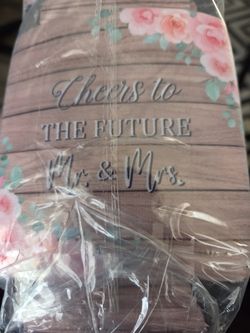 Cheers to
THE FUTURE
Mr. & Mrs.